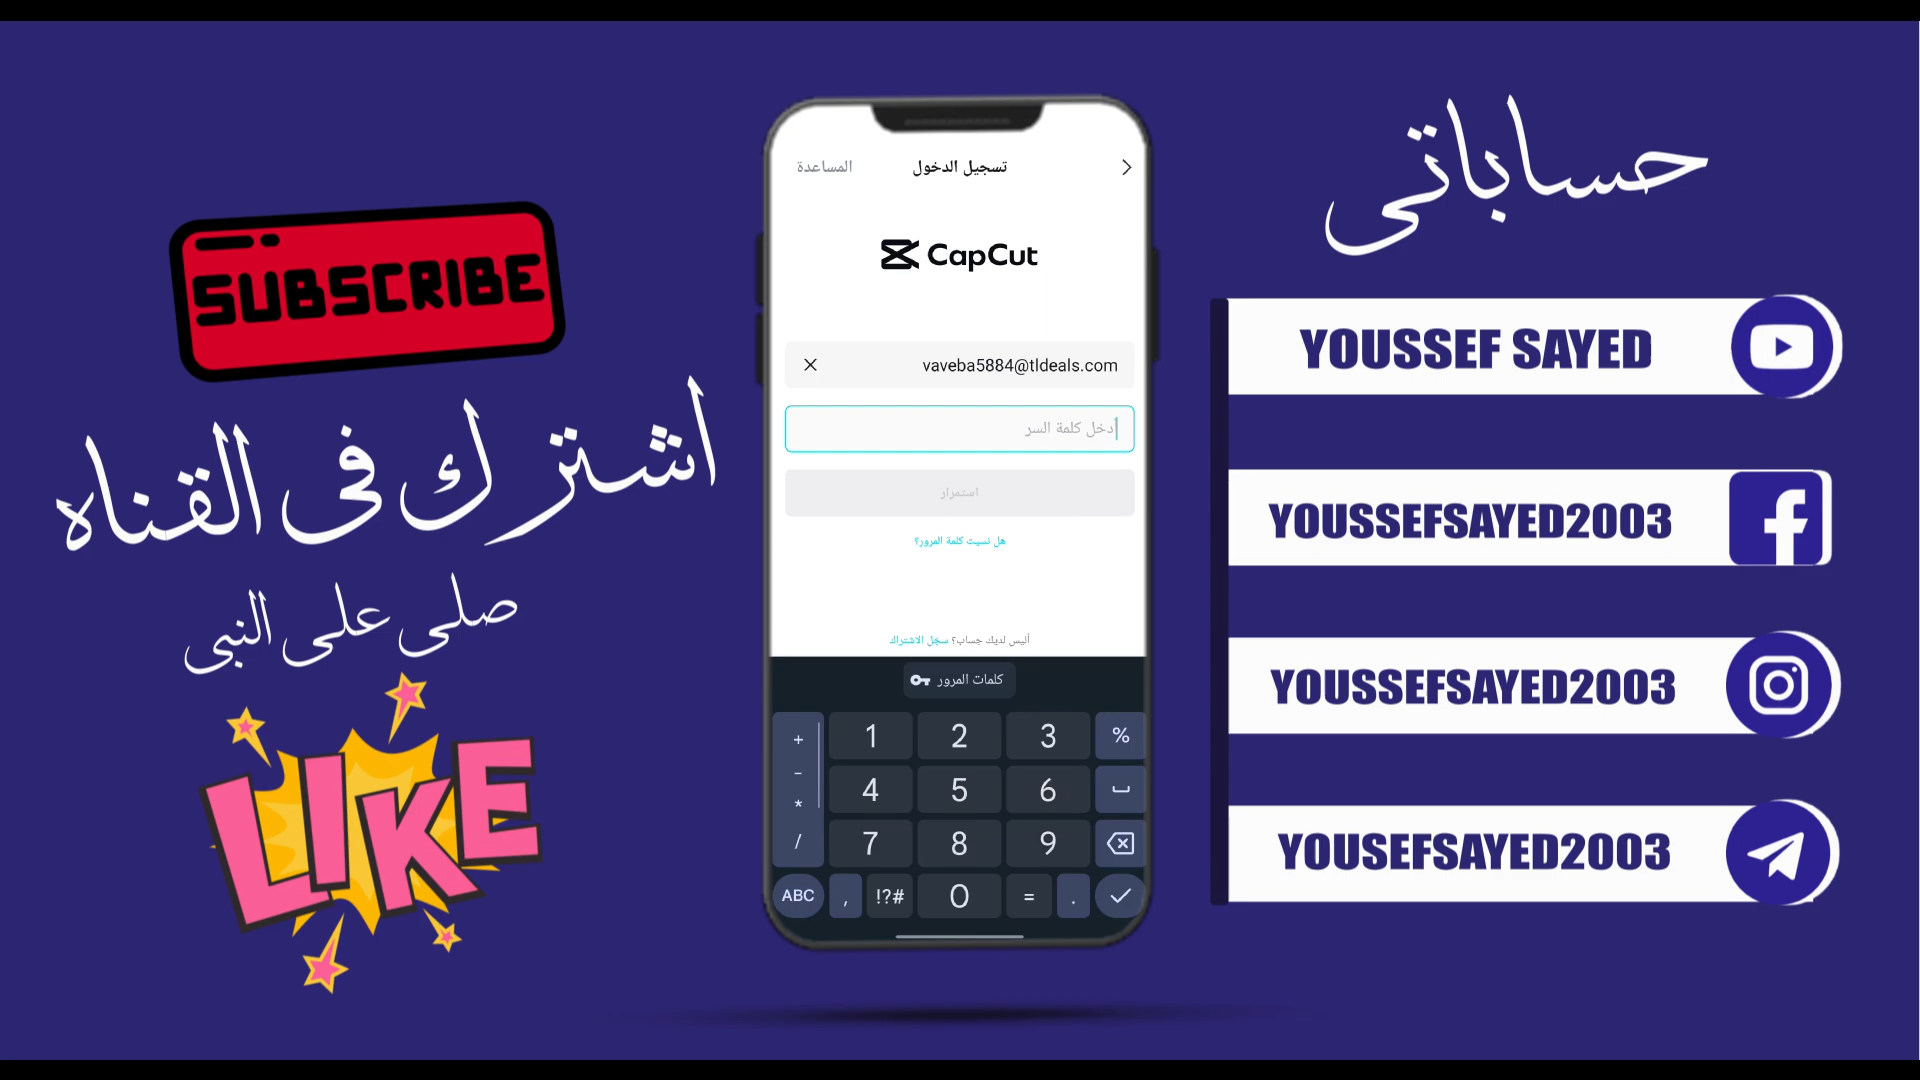 SUBSCRIBE
اشترك فى القناه
صلى على النبى
LIKE
تسجيل الدخول
المساعدة
CapCut
vaveba5884@tldeals.com
أدخل كلمة السر
استمرار
هل نسيت كلمة المرور؟
أليس لديك حساب؟ سجّل الاشتراك
كلمات المرور
+ 1 2 3 %
- 4 5 6
*
/ 7 8 9
ABC , !?# 0 = .
حساباتى
YOUSSEF SAYED
YOUSSEFSAYED2003
YOUSSEFSAYED2003
YOUSEFSAYED2003